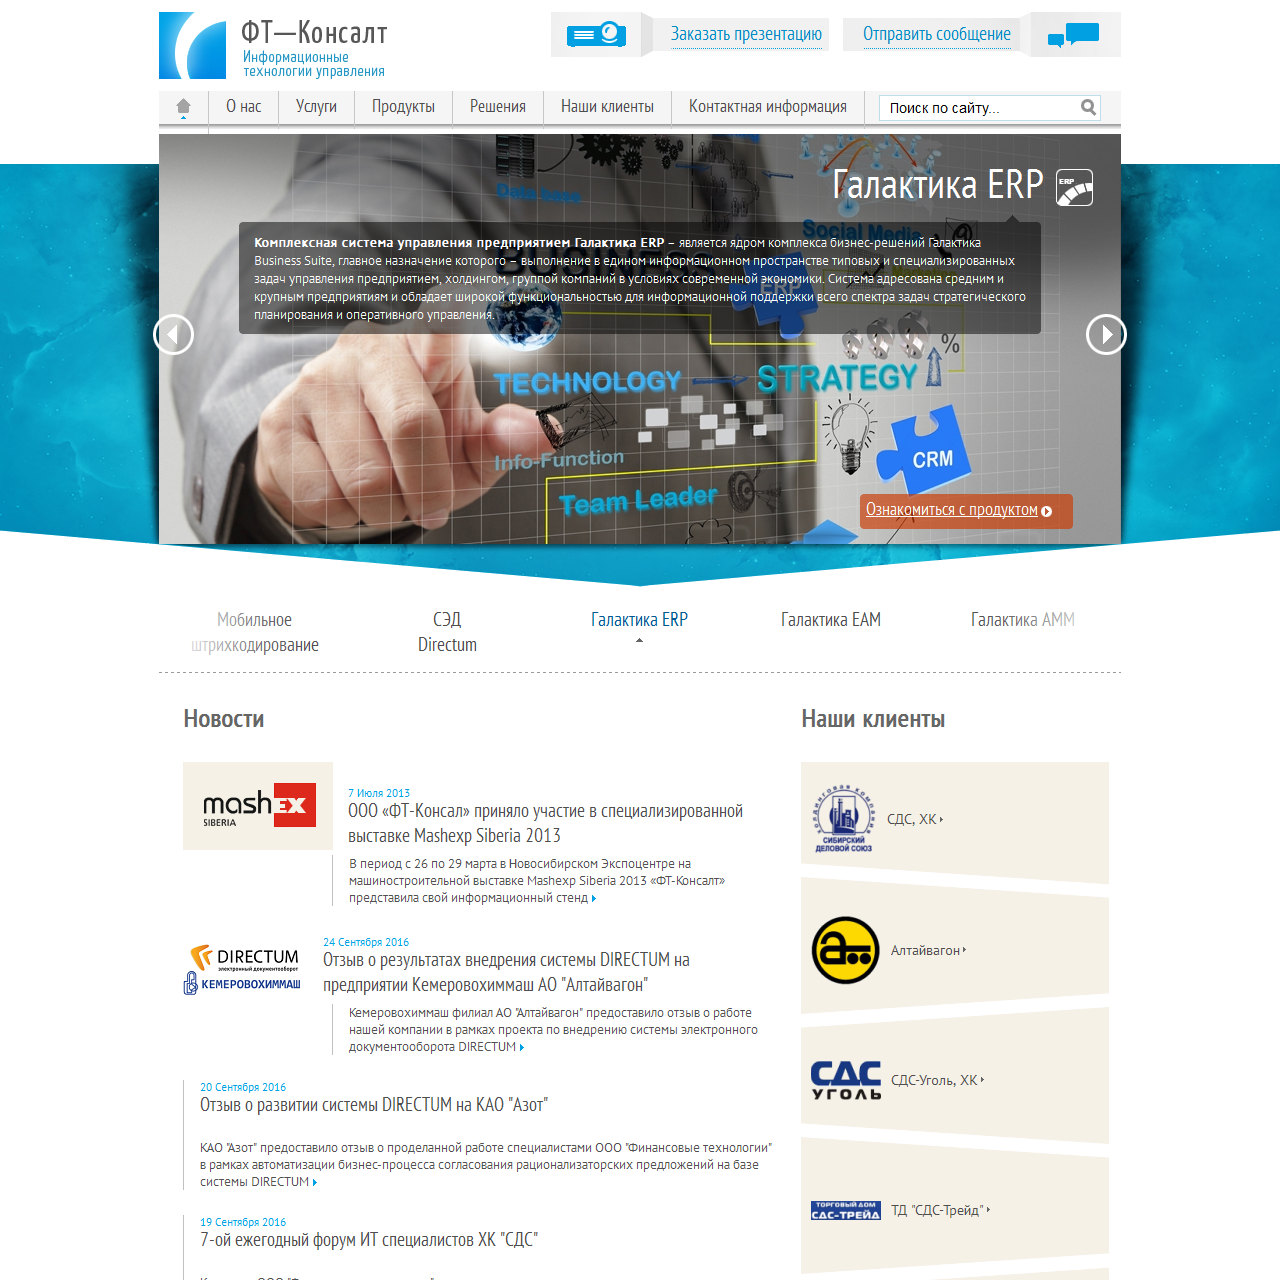 ФТ—Консалт
Информационные
технологии управления
Заказать презентацию
Отправить сообщение
О нас
Услуги
Продукты
Решения
Наши клиенты
Контактная информация
Поиск по сайту...
Data base
Галактика ERP
ERP
Social Media
Комплексная система управления предприятием Галактика ERP – является ядром комплекса бизнес-решений Галактика
Business Suite, главное назначение которого – выполнение в едином информационном пространстве типовых и специализированных
задач управления предприятием, холдингом, группой компаний в условиях современной экономики. Система адресована средним и
крупным предприятиям и обладает широкой функциональностью для информационной поддержки всего спектра задач стратегического
планирования и оперативного управления.
BUSINESS
ERP
%
TECHNOLOGY
STRATEGY
Info-Function
CRM
Team Leader
Ознакомиться с продуктом
Мобильное
штрихкодирование
СЭД
Directum
Галактика ERP
Галактика EAM
Галактика AMM
Новости
mashex
SIBERIA
7 Июля 2013
ООО «ФТ-Консал» приняло участие в специализированной
выставке Mashexp Siberia 2013
В период с 26 по 29 марта в Новосибирском Экспоцентре на
машиностроительной выставке Mashexp Siberia 2013 «ФТ-Консалт»
представила свой информационный стенд
DIRECTUM
электронный документооборот
КЕМЕРОВОХИММАШ
24 Сентября 2016
Отзыв о результатах внедрения системы DIRECTUM на
предприятии Кемеровохиммаш АО "Алтайвагон"
Кемеровохиммаш филиал АО "Алтайвагон" предоставило отзыв о работе
нашей компании в рамках проекта по внедрению системы электронного
документооборота DIRECTUM
20 Сентября 2016
Отзыв о развитии системы DIRECTUM на КАО "Азот"
КАО "Азот" предоставило отзыв о проделанной работе специалистами ООО "Финансовые технологии"
в рамках автоматизации бизнес-процесса согласования рационализаторских предложений на базе
системы DIRECTUM
19 Сентября 2016
7-ой ежегодный форум ИТ специалистов ХК "СДС"
Наши клиенты
ХОЛДИНГОВАЯ КОМПАНИЯ
СИБИРСКИЙ
ДЕЛОВОЙ СОЮЗ
СДС, ХК
Алтайвагон
СДС
УГОЛЬ
СДС-Уголь, ХК
ТОРГОВЫЙ ДОМ
СДС-ТРЕЙД
ТД "СДС-Трейд"